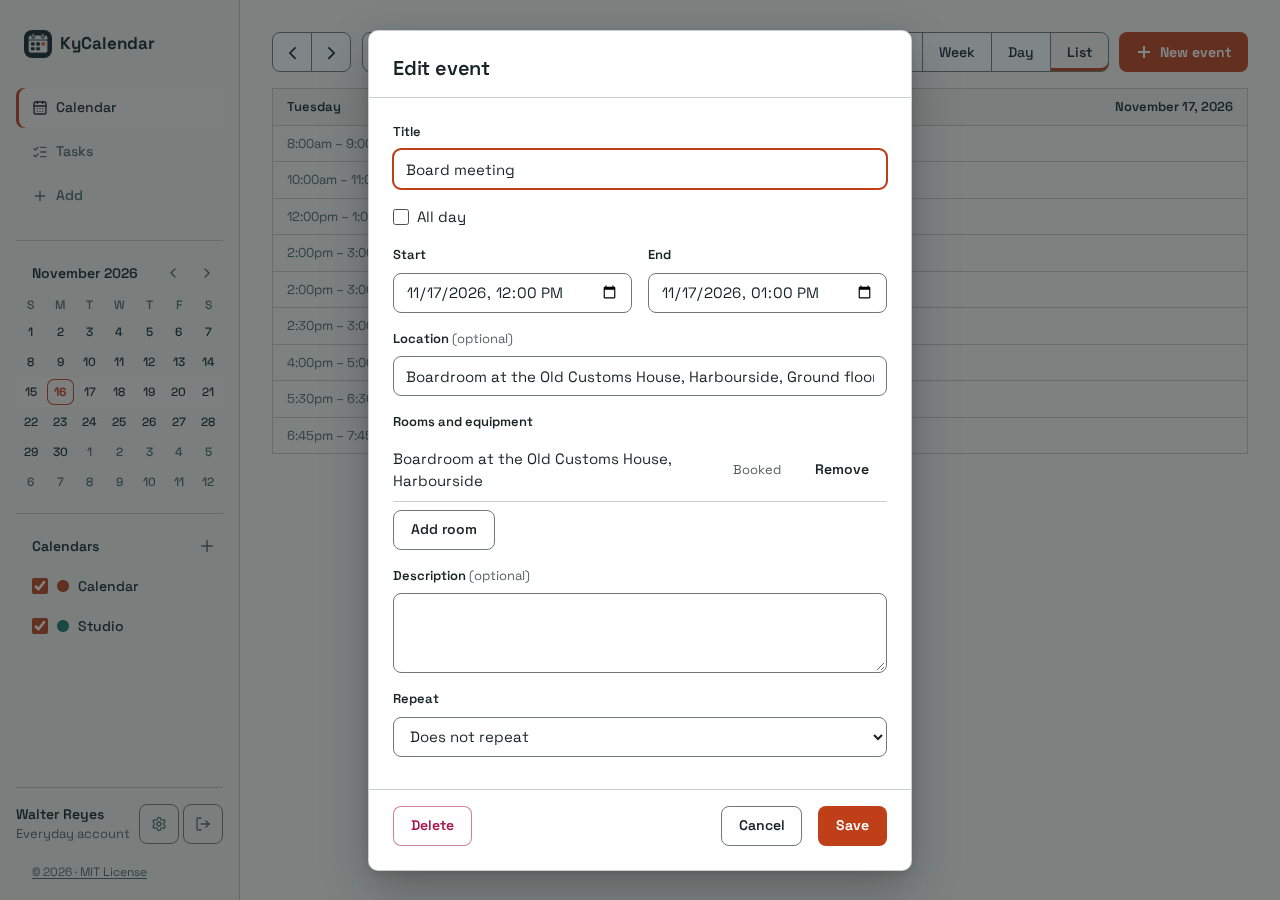 KyCalendar
Calendar
Tasks
Add
November 2026
S M T W T F S
1 2 3 4 5 6 7
8 9 10 11 12 13 14
15 16 17 18 19 20 21
22 23 24 25 26 27 28
29 30 1 2 3 4 5
6 7 8 9 10 11 12
Calendars
Calendar
Studio
Walter Reyes
Everyday account
© 2026 · MIT License
Week Day List New event
Tuesday November 17, 2026
8:00am – 9:00
10:00am – 11:0
12:00pm – 1:0
2:00pm – 3:00
2:00pm – 3:00
2:30pm – 3:0
4:00pm – 5:00
5:30pm – 6:30
6:45pm – 7:45
Edit event
Title
Board meeting
All day
Start End
11/17/2026, 12:00 PM 11/17/2026, 01:00 PM
Location (optional)
Boardroom at the Old Customs House, Harbourside, Ground floor
Rooms and equipment
Boardroom at the Old Customs House,
Harbourside
Booked Remove
Add room
Description (optional)
Repeat
Does not repeat
Delete Cancel Save